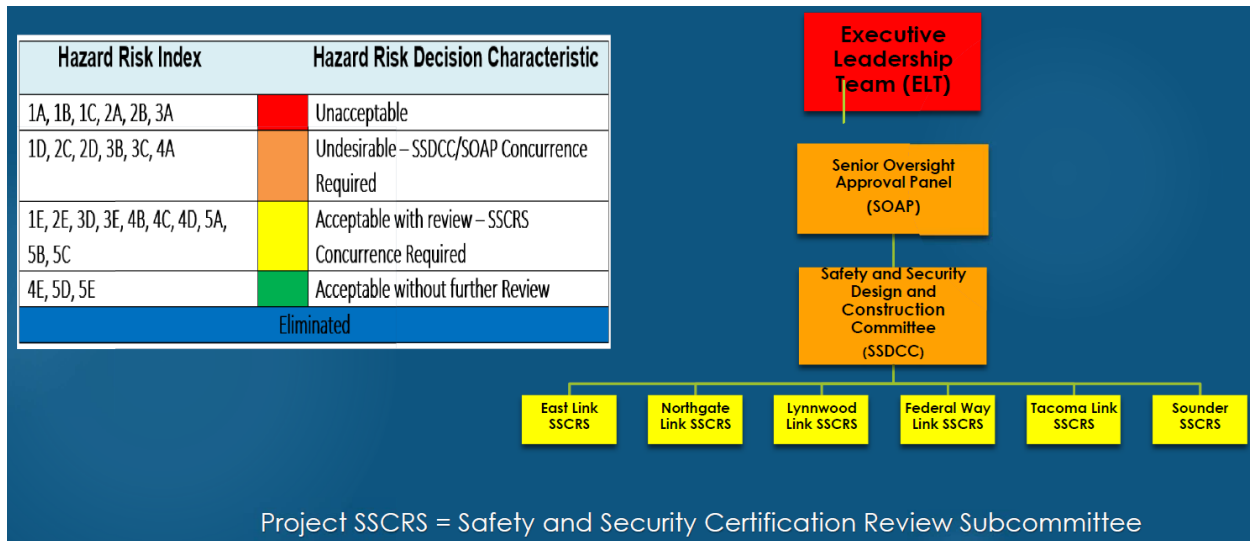 Hazard Risk Index
Hazard Risk Decision Characteristic
1A, 1B, 1C, 2A, 2B, 3A
Unacceptable
1D, 2C, 2D, 3B, 3C, 4A
Undesirable – SSDCC/SOAP Concurrence
Required
1E, 2E, 3D, 3E, 4B, 4C, 4D, 5A,
5B, 5C
Acceptable with review – SSCRS
Concurrence Required
4E, 5D, 5E
Acceptable without further Review
Eliminated
Executive
Leadership
Team (ELT)
Senior Oversight
Approval Panel
(SOAP)
Safety and Security
Design and
Construction
Committee
(SSDCC)
East Link
SSCRS
Northgate
Link SSCRS
Lynnwood
Link SSCRS
Federal Way
Link SSCRS
Tacoma Link
SSCRS
Sounder
SSCRS
Project SSCRS = Safety and Security Certification Review Subcommittee